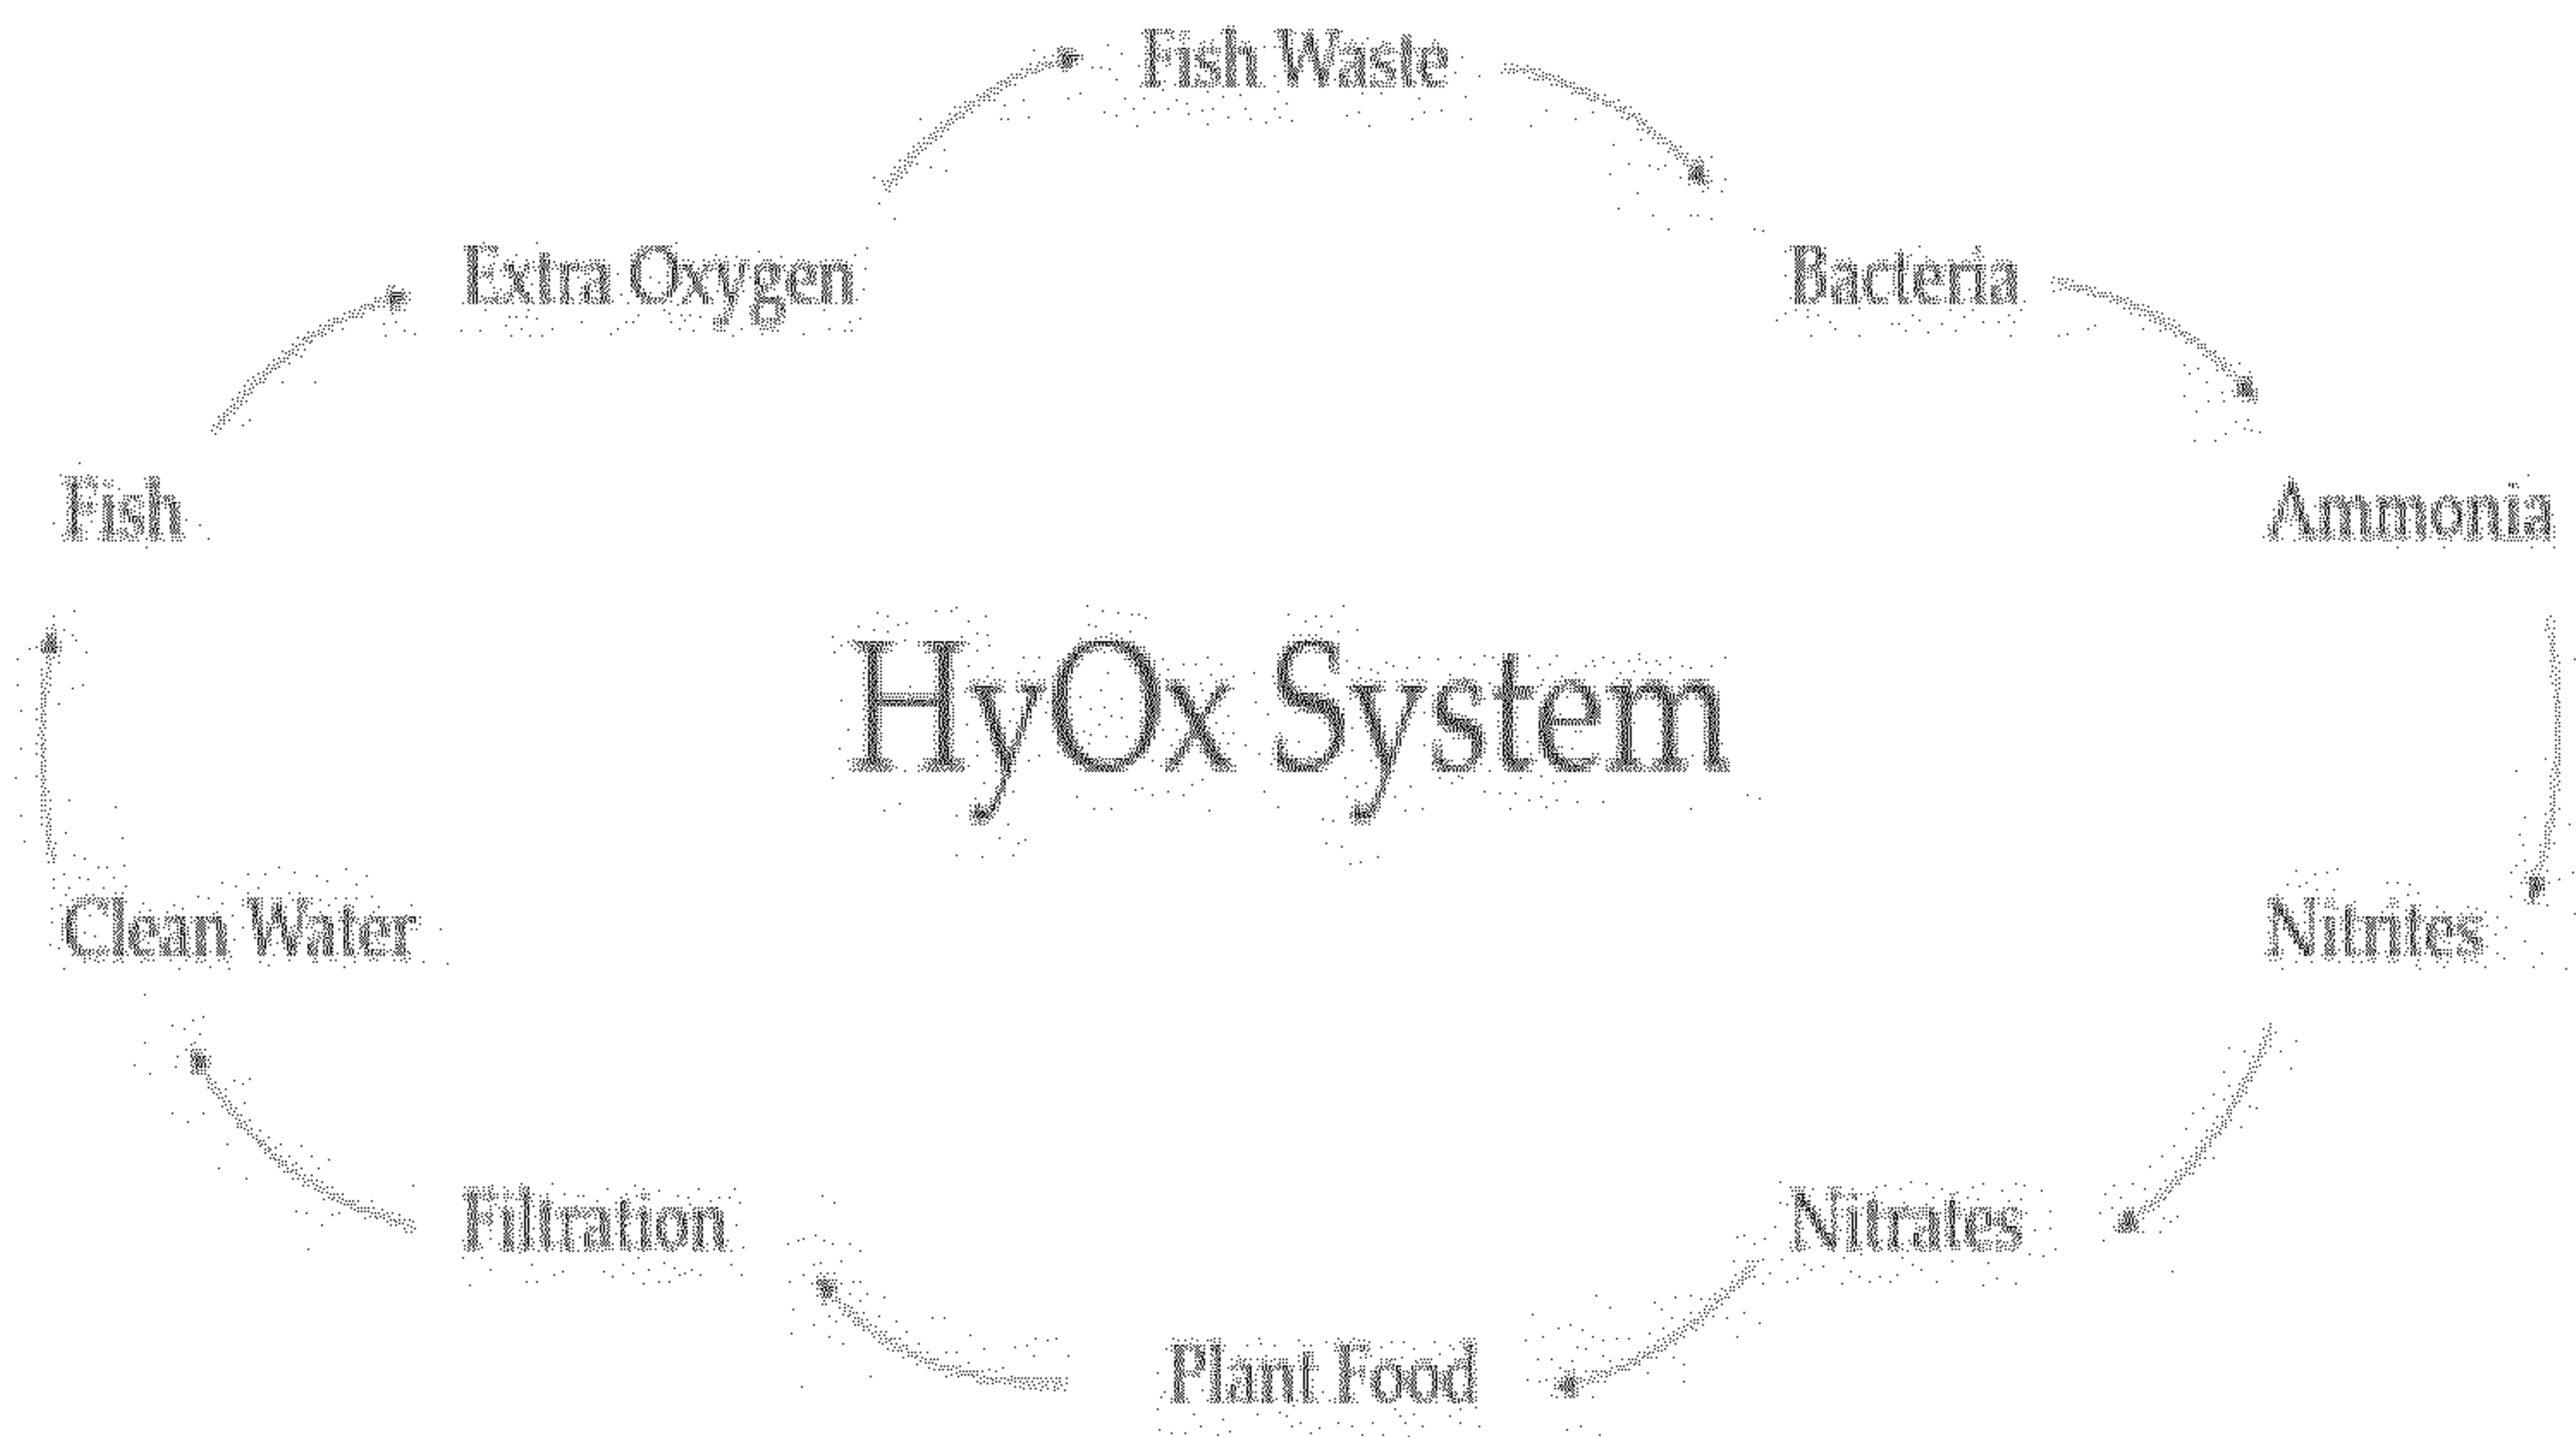 Fish Waste
Extra Oxygen
Bacteria
Fish
Ammonia
HyOx System
Clean Water
Nitrites
Filtration
Nitrates
Plant Food